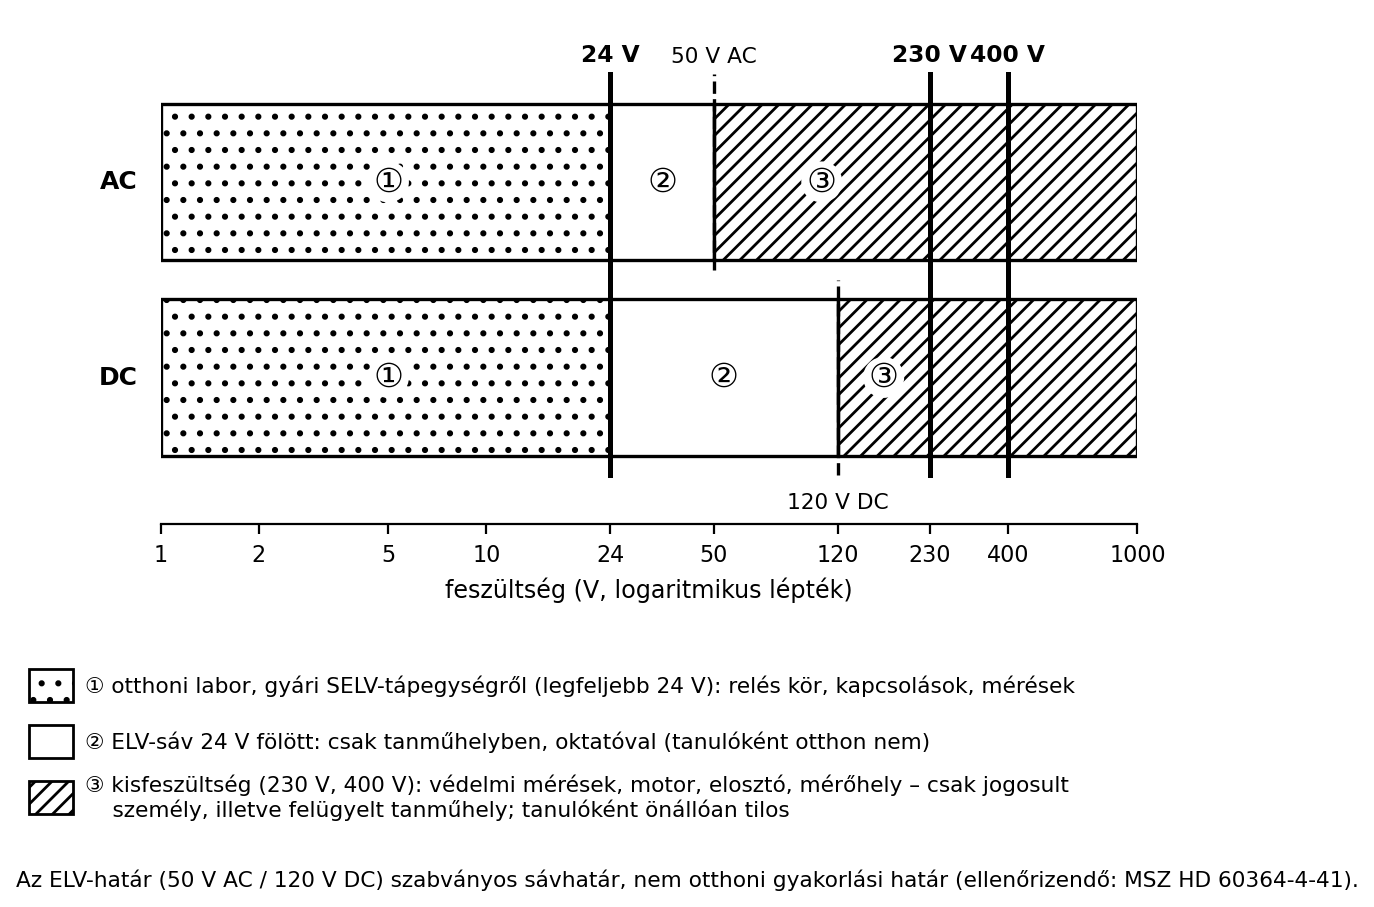 24 V 50 V AC 230 V 400 V
AC ① ② ③
DC ① ② ③
120 V DC
1 2 5 10 24 50 120 230 400 1000
feszültség (V, logaritmikus lépték)
① otthoni labor, gyári SELV-tápegységről (legfeljebb 24 V): relés kör, kapcsolások, mérések
② ELV-sáv 24 V fölött: csak tanműhelyben, oktatóval (tanulóként otthon nem)
③ kisfeszültség (230 V, 400 V): védelmi mérések, motor, elosztó, mérőhely – csak jogosult
személy, illetve felügyelt tanműhely; tanulóként önállóan tilos
Az ELV-határ (50 V AC / 120 V DC) szabványos sávhatár, nem otthoni gyakorlási határ (ellenőrizendő: MSZ HD 60364-4-41).